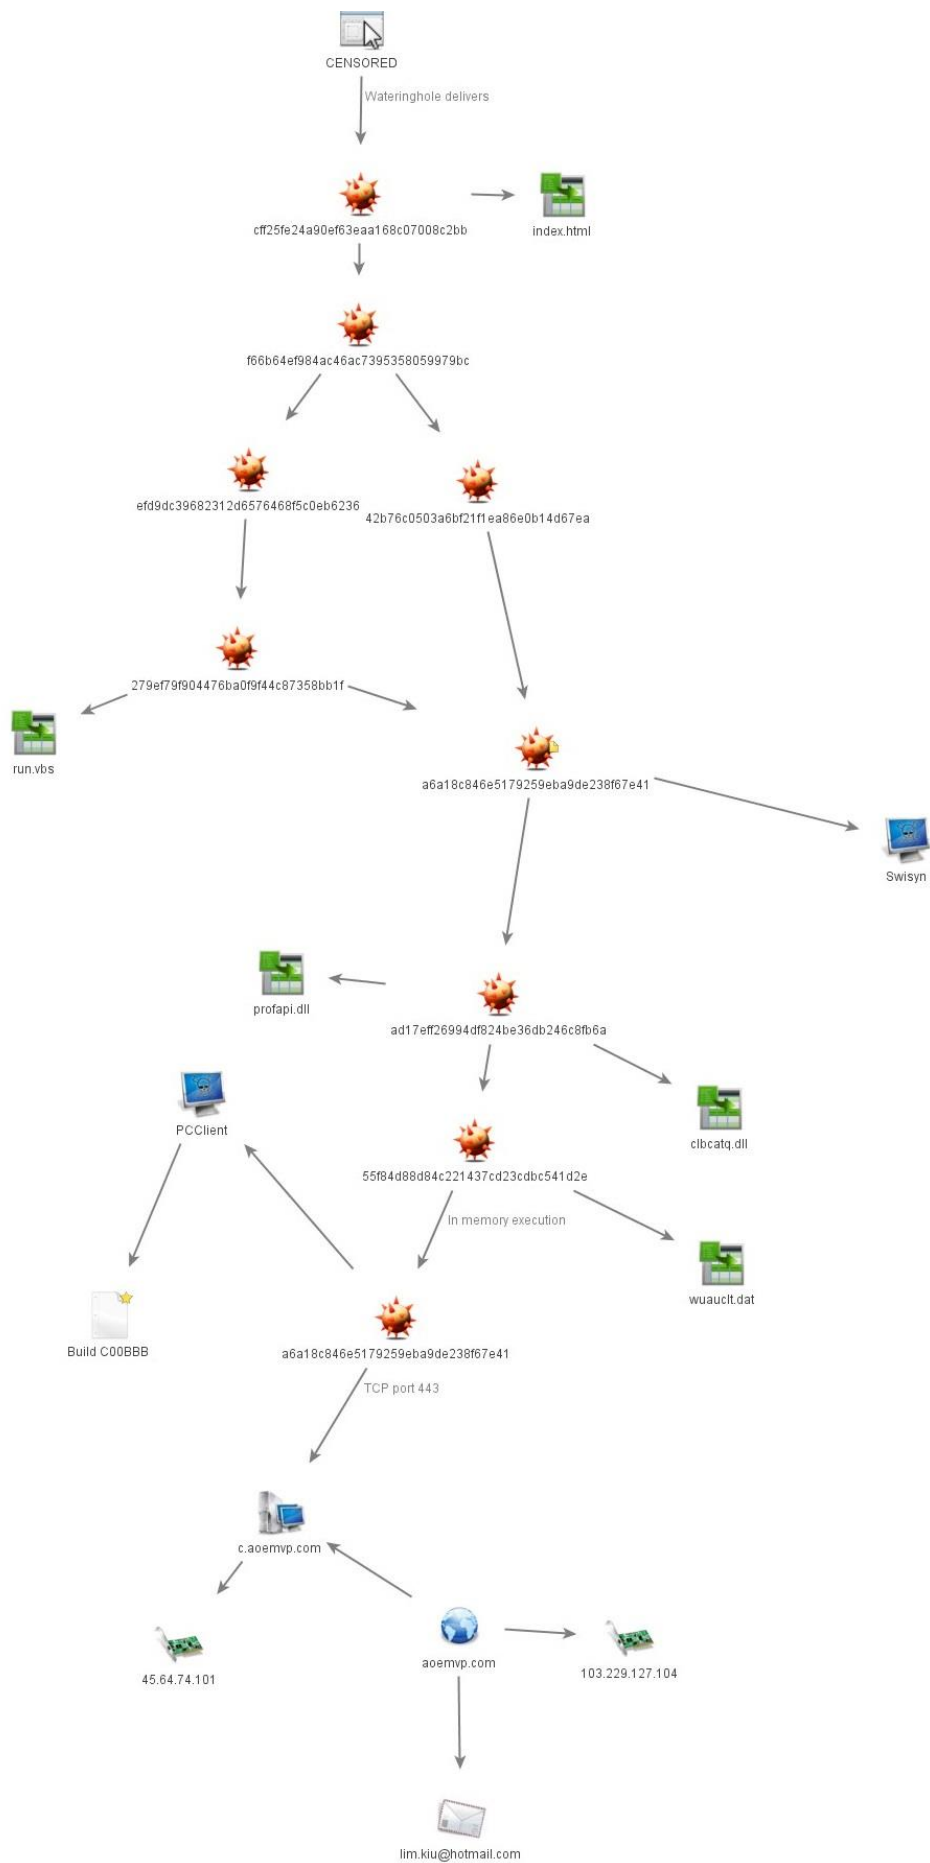 CENSORED
Wateringhole delivers
cff25fe24a90ef63eaa168c07008c2bb
index.html
f66b64ef984ac46ac7395358059979bc
efd9dc39682312d6576468f5c0eb6236
42b76c0503a6bf21f1ea86e0b14d67ea
279ef79f904476ba0f9f44c87358bb1f
run.vbs
a6a18c846e5179259eba9de238f67e41
Swisyn
profapi.dll
ad17eff26994df824be36db246c8fb6a
PCClient
clbcatq.dll
55f84d88d84c221437cd23cdbc541d2e
In memory execution
wuauclt.dat
Build C00BBB
a6a18c846e5179259eba9de238f67e41
TCP port 443
c.aoemvp.com
aoemvp.com
103.229.127.104
45.64.74.101
lim.kiu@hotmail.com